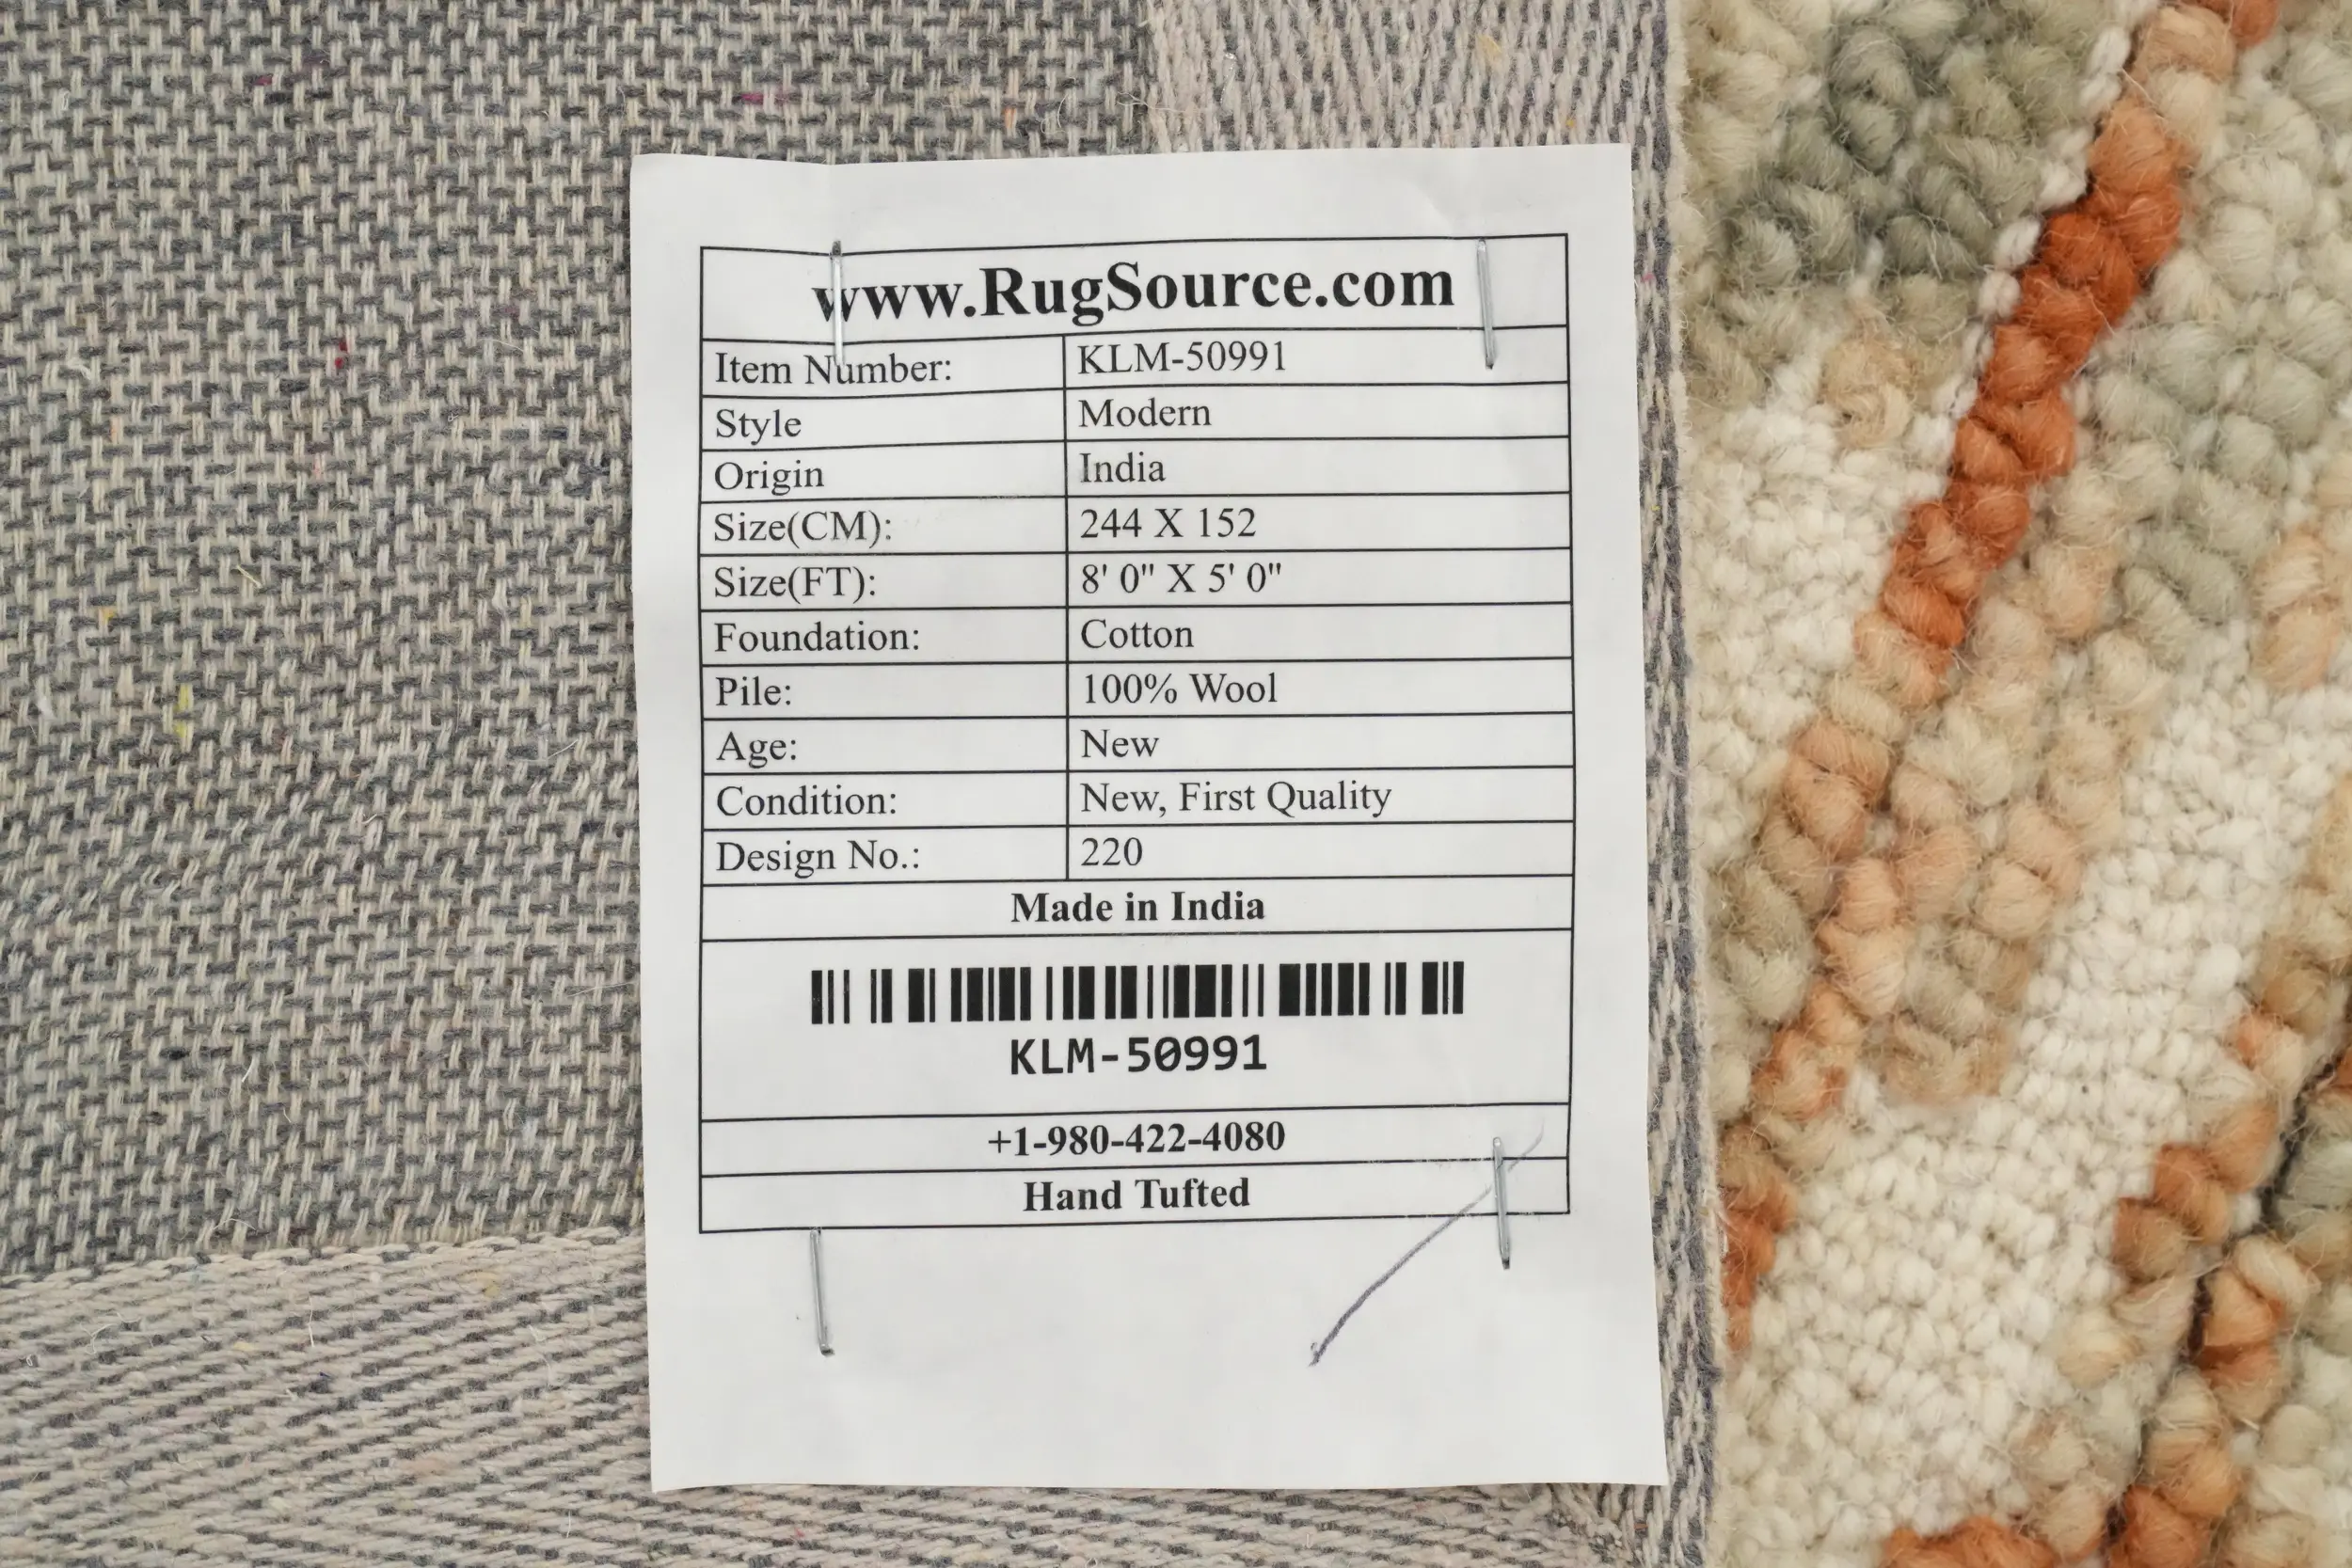 www.RugSource.com
Item Number: KLM-50991
Style Modern
Origin India
Size(CM): 244 X 152
Size(FT): 8' 0" X 5' 0"
Foundation: Cotton
Pile: 100% Wool
Age: New
Condition: New, First Quality
Design No.: 220
Made in India
KLM-50991
+1-980-422-4080
Hand Tufted